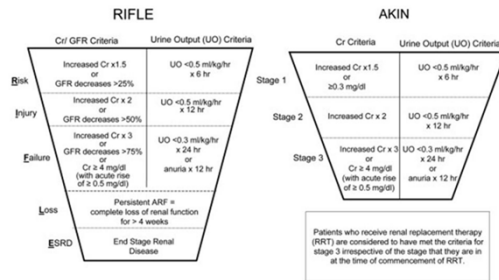 RIFLE
Cr/ GFR Criteria
Urine Output (UO) Criteria
Risk
Increased Cr x1.5
or
GFR decreases >25%
UO <0.5 ml/kg/hr
x 6 hr
Injury
Increased Cr x 2
or
GFR decreases >50%
UO <0.5 ml/kg/hr
x 12 hr
Failure
Increased Cr x 3
or
GFR decreases >75%
or
Cr ≥ 4 mg/dl
(with acute rise
of ≥ 0.5 mg/dl)
UO <0.3 ml/kg/hr
x 24 hr
or
anuria x 12 hr
Loss
Persistent ARF =
complete loss of renal function
for > 4 weeks
ESRD
End Stage Renal
Disease
AKIN
Cr Criteria
Urine Output (UO) Criteria
Stage 1
Increased Cr x1.5
or
≥0.3 mg/dl
UO <0.5 ml/kg/hr
x 6 hr
Stage 2
Increased Cr x 2
UO <0.5 ml/kg/hr
x 12 hr
Stage 3
Increased Cr x 3
or
Cr ≥ 4 mg/dl
(with acute rise
of ≥ 0.5 mg/dl)
UO <0.3 ml/kg/hr
x 24 hr
or
anuria x 12 hr
Patients who receive renal replacement therapy
(RRT) are considered to have met the criteria for
stage 3 irrespective of the stage that they are in
at the time of commencement of RRT.